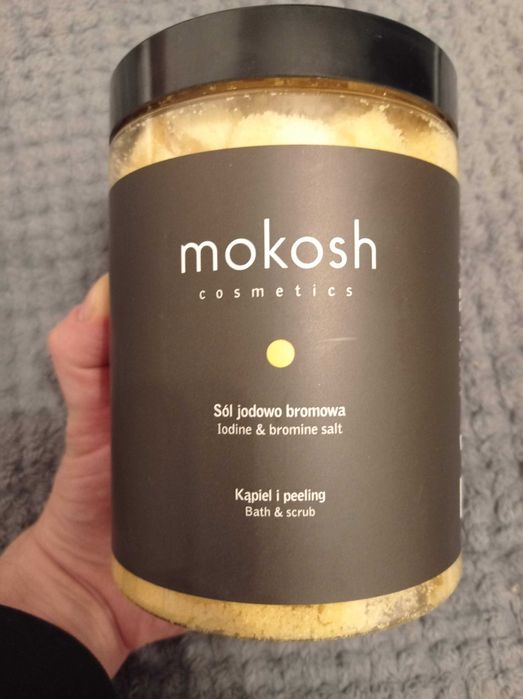 mokosh
cosmetics
Sól jodowo bromowa
Iodine & bromine salt
Kąpiel i peeling
Bath & scrub